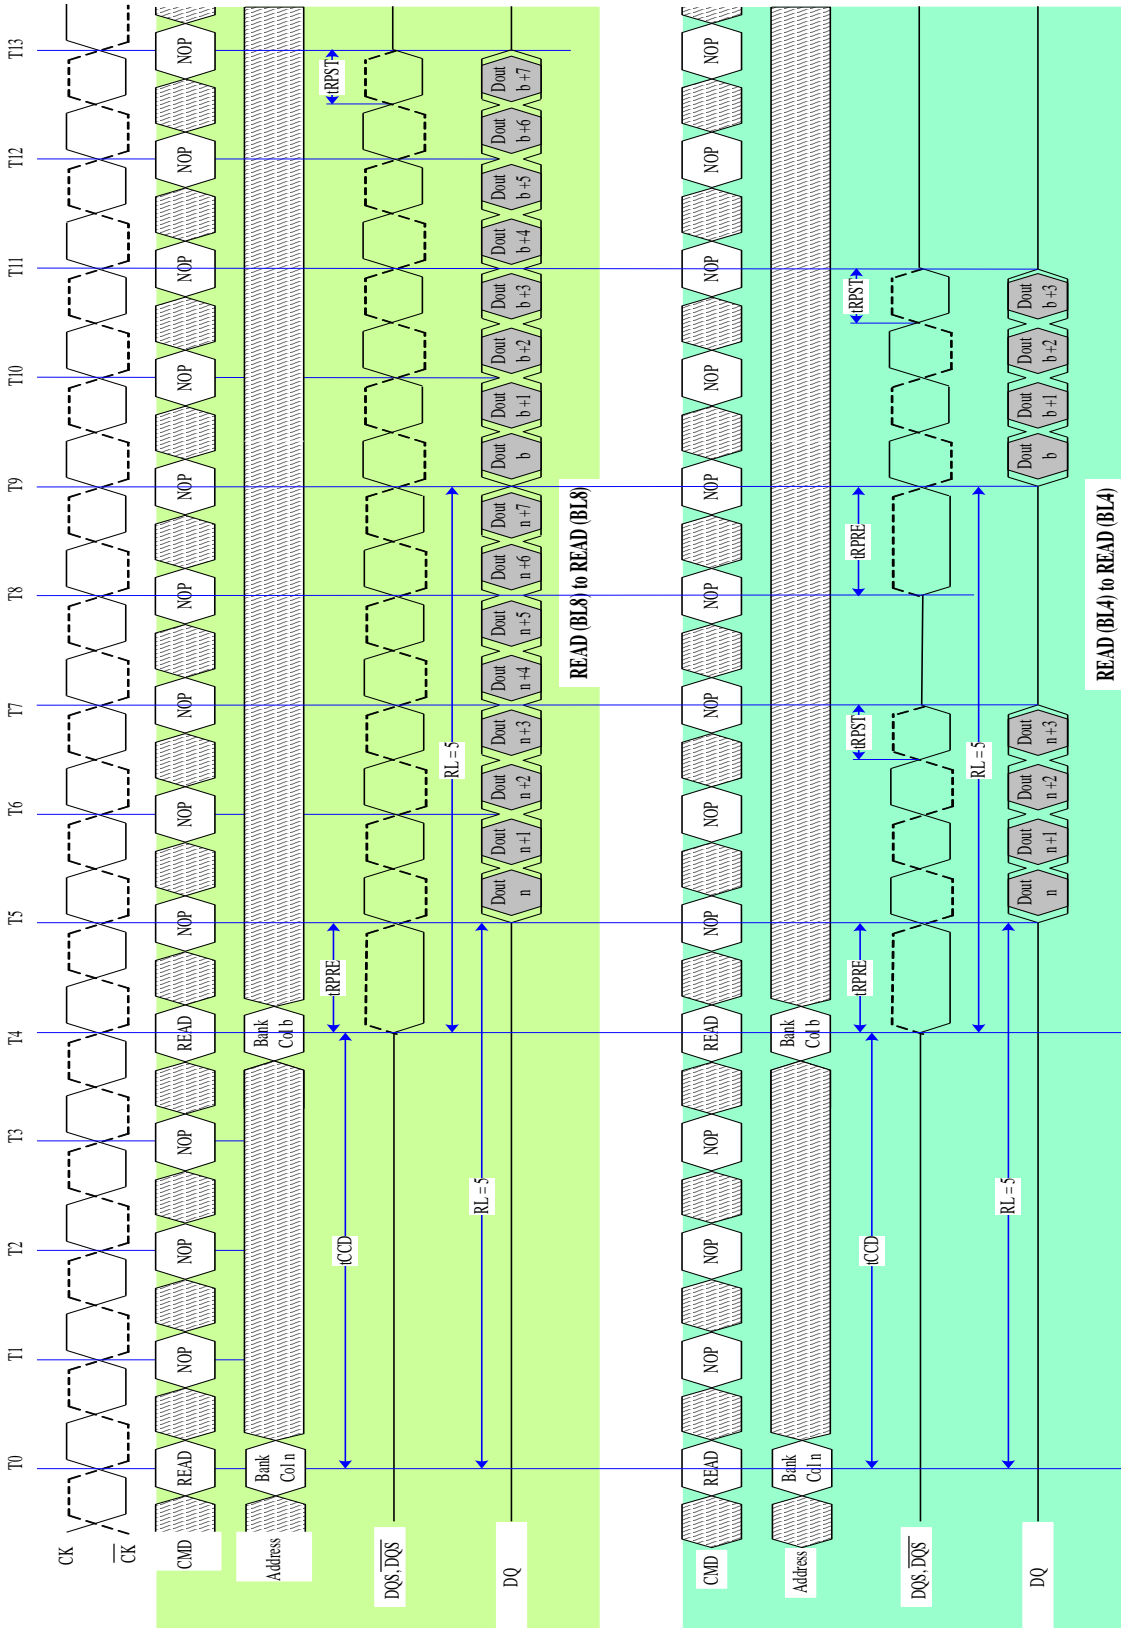 T0 T1 T2 T3 T4 T5 T6 T7 T8 T9 T10 T11 T12 T13
CK
CK
CMD READ NOP NOP NOP READ NOP NOP NOP NOP NOP NOP NOP NOP NOP
Address Bank Col n Bank Col b
tCCD tRPRE tRPST
DQS, DQS
RL = 5
RL = 5
DQ Dout n Dout n+1 Dout n+2 Dout n+3 Dout n+4 Dout n+5 Dout n+6 Dout n+7 Dout b Dout b+1 Dout b+2 Dout b+3 Dout b+4 Dout b+5 Dout b+6 Dout b+7
READ (BL8) to READ (BL8)
CMD READ NOP NOP NOP READ NOP NOP NOP NOP NOP NOP NOP NOP NOP
Address Bank Col n Bank Col b
tCCD tRPRE tRPST tRPRE tRPST
DQS, DQS
RL = 5
RL = 5
DQ Dout n Dout n+1 Dout n+2 Dout n+3 Dout b Dout b+1 Dout b+2 Dout b+3
READ (BL4) to READ (BL4)